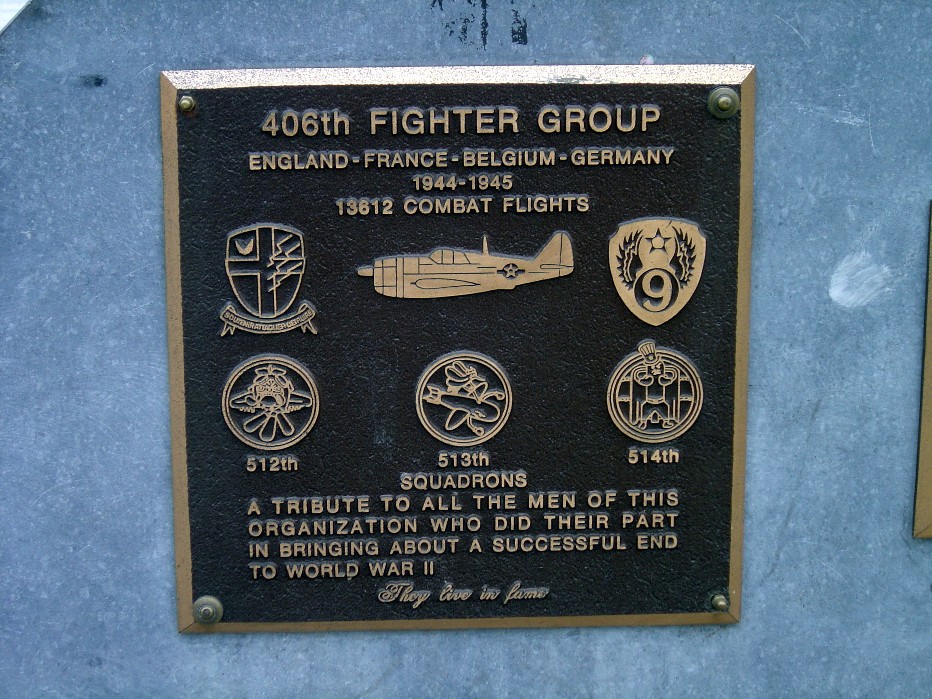 406th FIGHTER GROUP
ENGLAND-FRANCE-BELGIUM-GERMANY
1944-1945
13612 COMBAT FLIGHTS
9
512th 513th 514th
SQUADRONS
A TRIBUTE TO ALL THE MEN OF THIS
ORGANIZATION WHO DID THEIR PART
IN BRINGING ABOUT A SUCCESSFUL END
TO WORLD WAR II
They live in fame